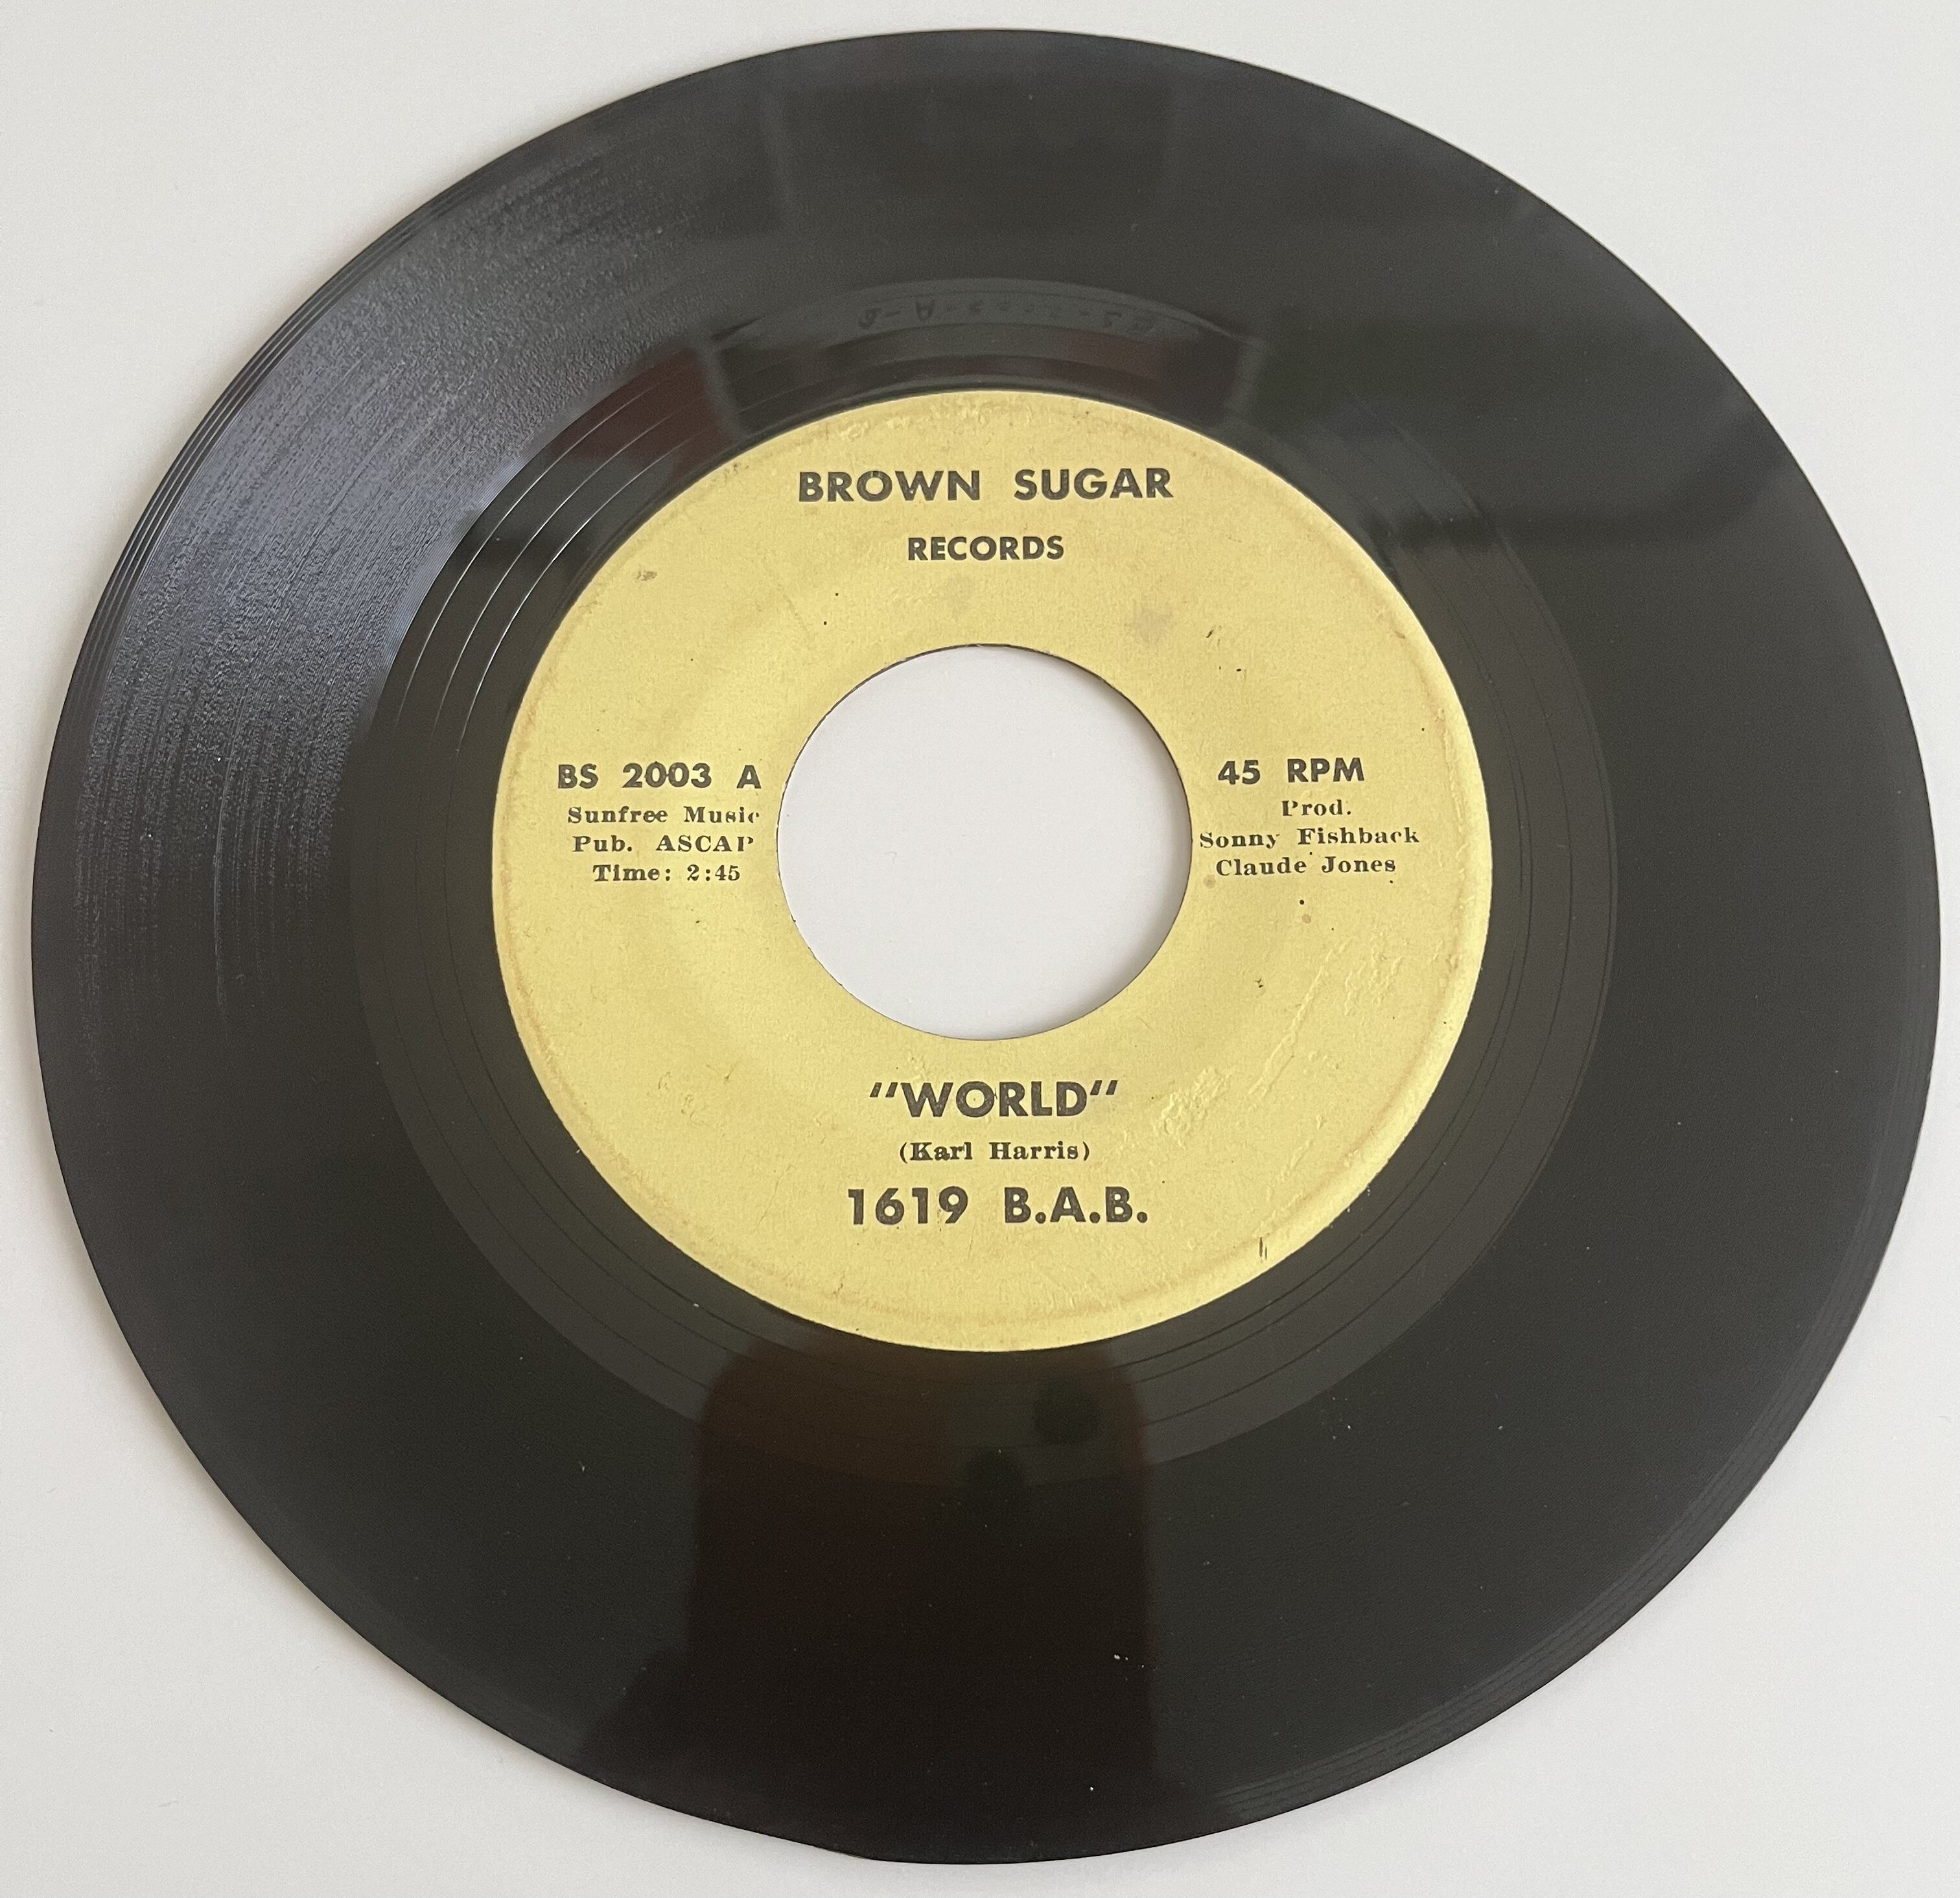 BROWN SUGAR
RECORDS
BS 2003 A
Sunfree Music
Pub. ASCAP
Time: 2:45
45 RPM
Prod.
Sonny Fishback
Claude Jones
"WORLD"
(Karl Harris)
1619 B.A.B.